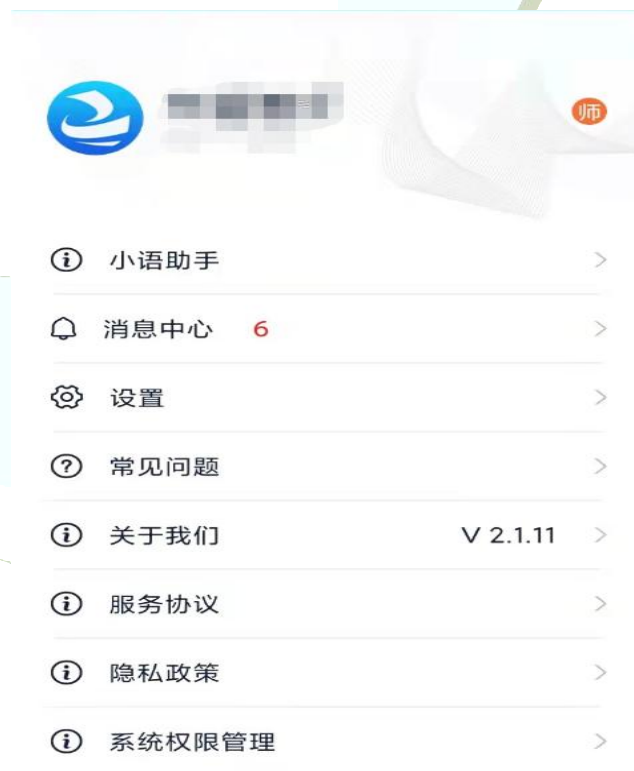 师
小语助手
消息中心 6
设置
常见问题
关于我们 V 2.1.11
服务协议
隐私政策
系统权限管理